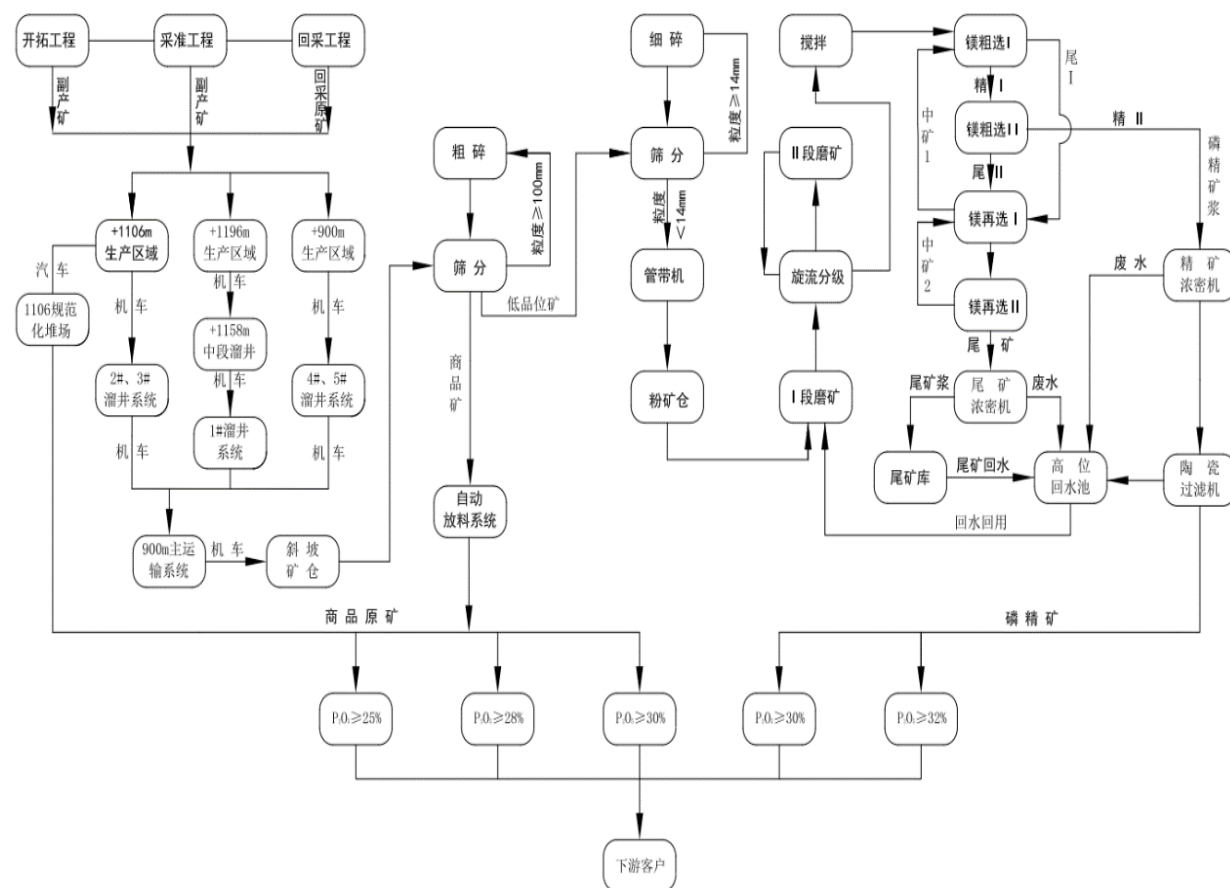 开拓工程
采准工程
回采工程
副产矿
副产矿
回采原矿
+1106m
生产区域
+1196m
生产区域
+900m
生产区域
汽车
机车
机车
机车
1106规范
化堆场
+1158m
中段溜井
2#、3#
溜井系统
机车
4#、5#
溜井系统
1#溜井
系统
机车
机车
900m主运
输系统
机车
斜坡
矿仓
粗碎
粒度≥100mm
筛分
低品位矿
商品矿
自动
放料系统
细碎
粒度≥14mm
筛分
粒度
<14mm
管带机
粉矿仓
搅拌
II段磨矿
旋流分级
I段磨矿
镁粗选I
尾I
精 I
中矿1
镁粗选II
精 II
尾 II
磷精矿浆
镁再选 I
中矿2
镁再选II
尾 矿
废 水
精 矿
浓密机
尾矿浆
尾 矿
浓密机
废水
尾矿库
尾矿回水
高 位
回水池
陶 瓷
过滤机
回水回用
商品原矿
磷精矿
P₂O₅≥25%
P₂O₅≥28%
P₂O₅≥30%
P₂O₅≥30%
P₂O₅≥32%
下游客户